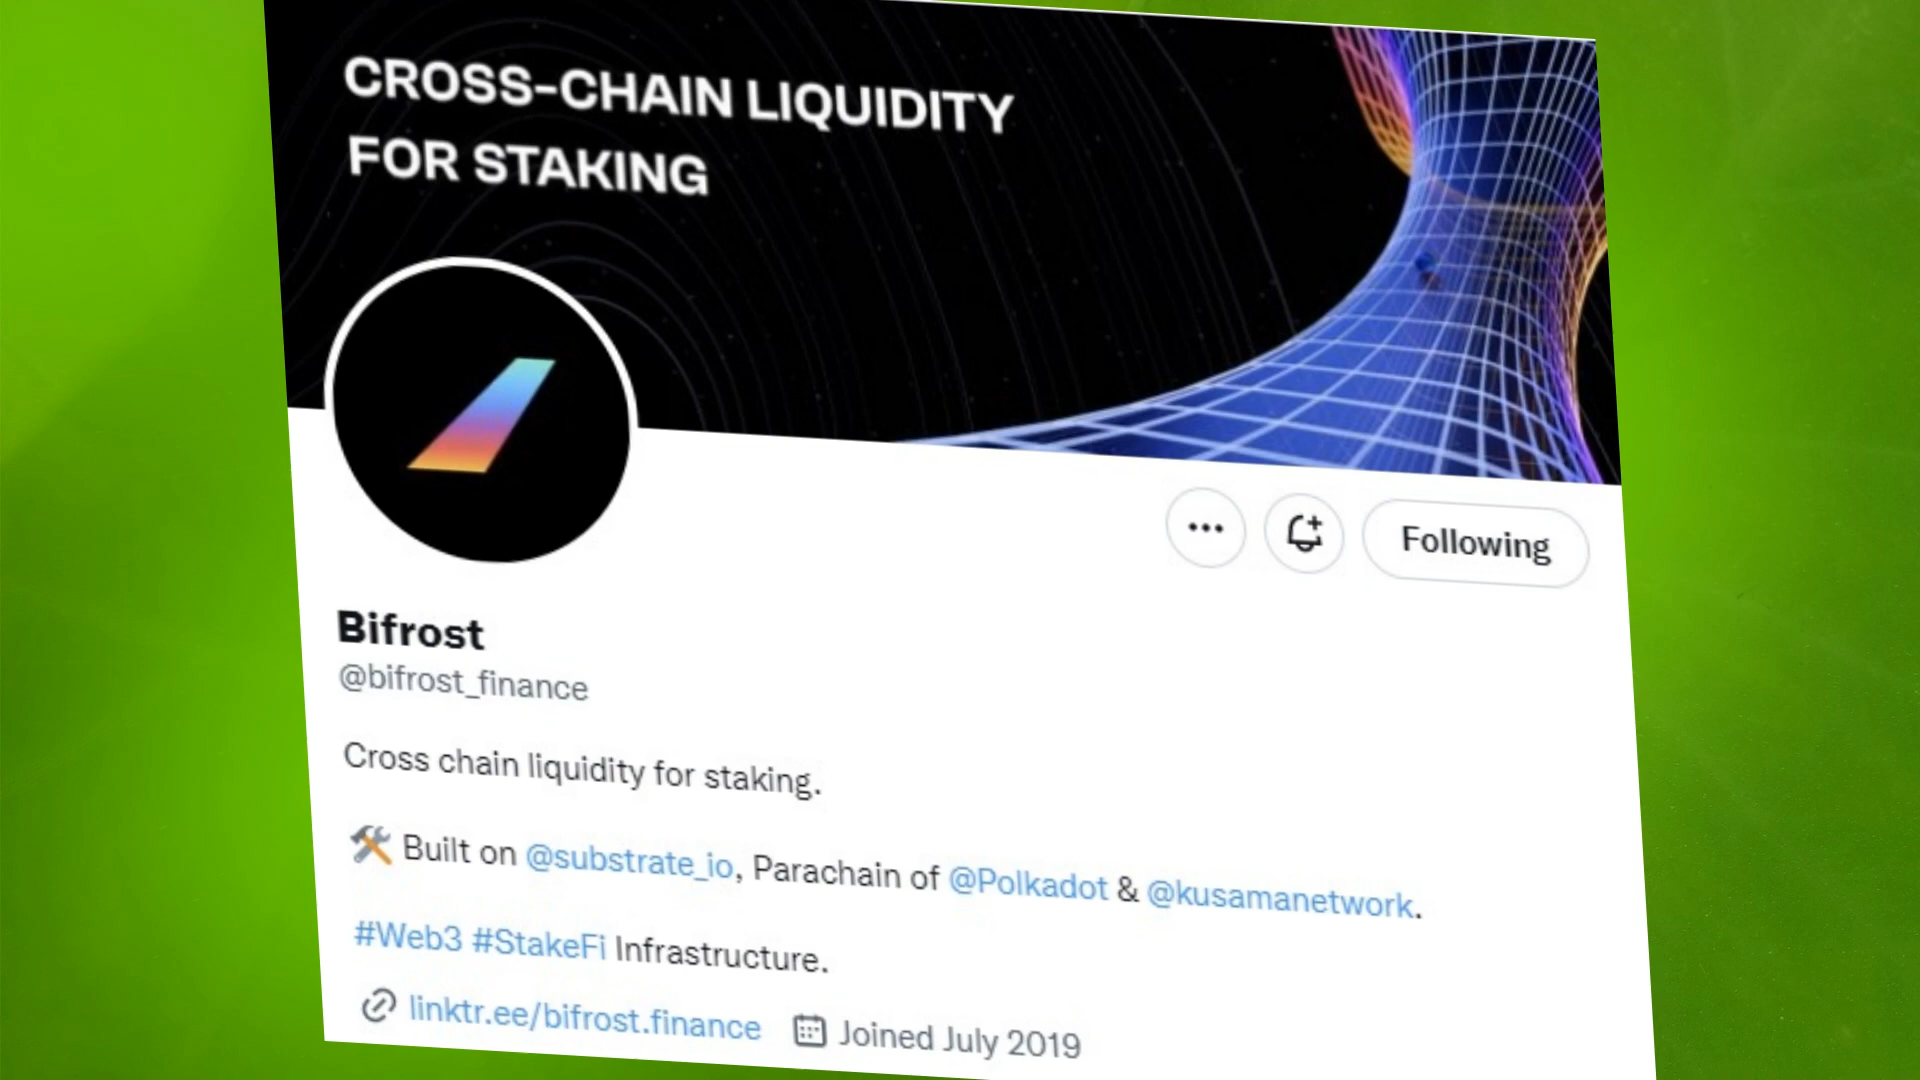 CROSS-CHAIN LIQUIDITY
FOR STAKING
Following
Bifrost
@bifrost_finance
Cross chain liquidity for staking.
🛠 Built on @substrate_io, Parachain of @Polkadot & @kusamanetwork.
#Web3 #StakeFi Infrastructure.
linktr.ee/bifrost.finance Joined July 2019